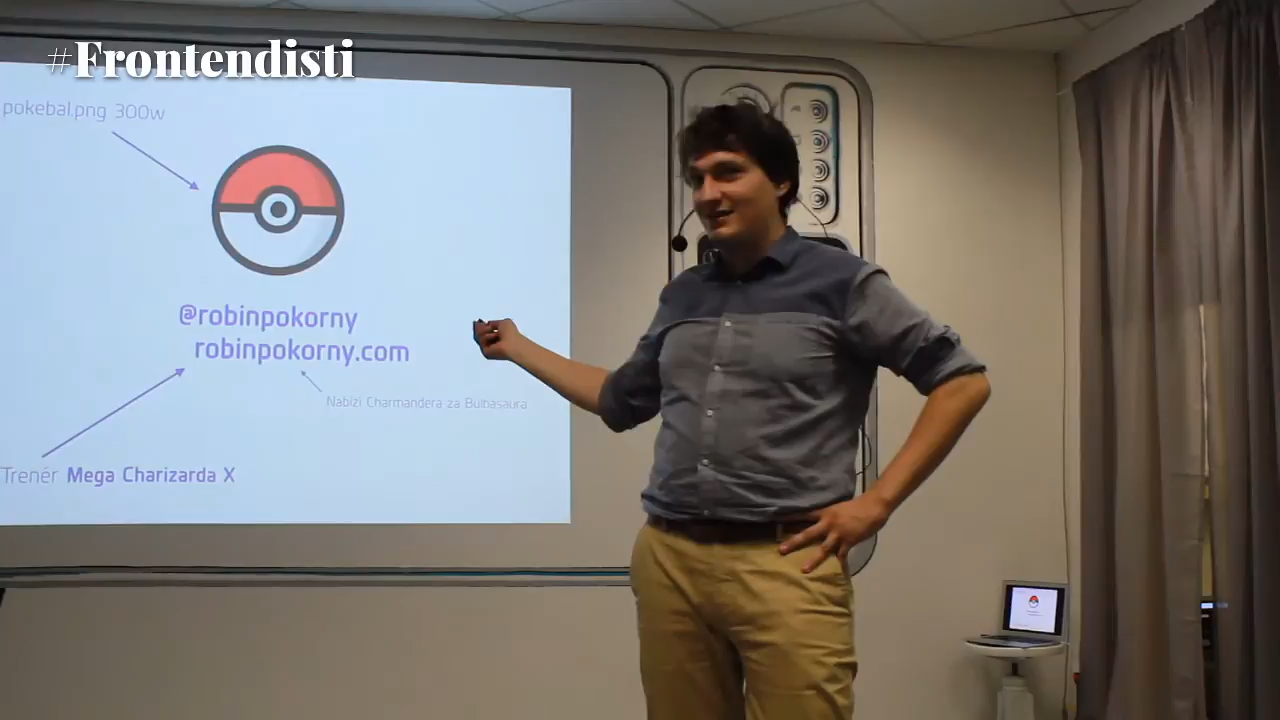 #Frontendisti
pokebal.png 300w
@robinpokorny
robinpokorny.com
Nabízí Charmandera za Bulbasaura
Trenér Mega Charizarda X